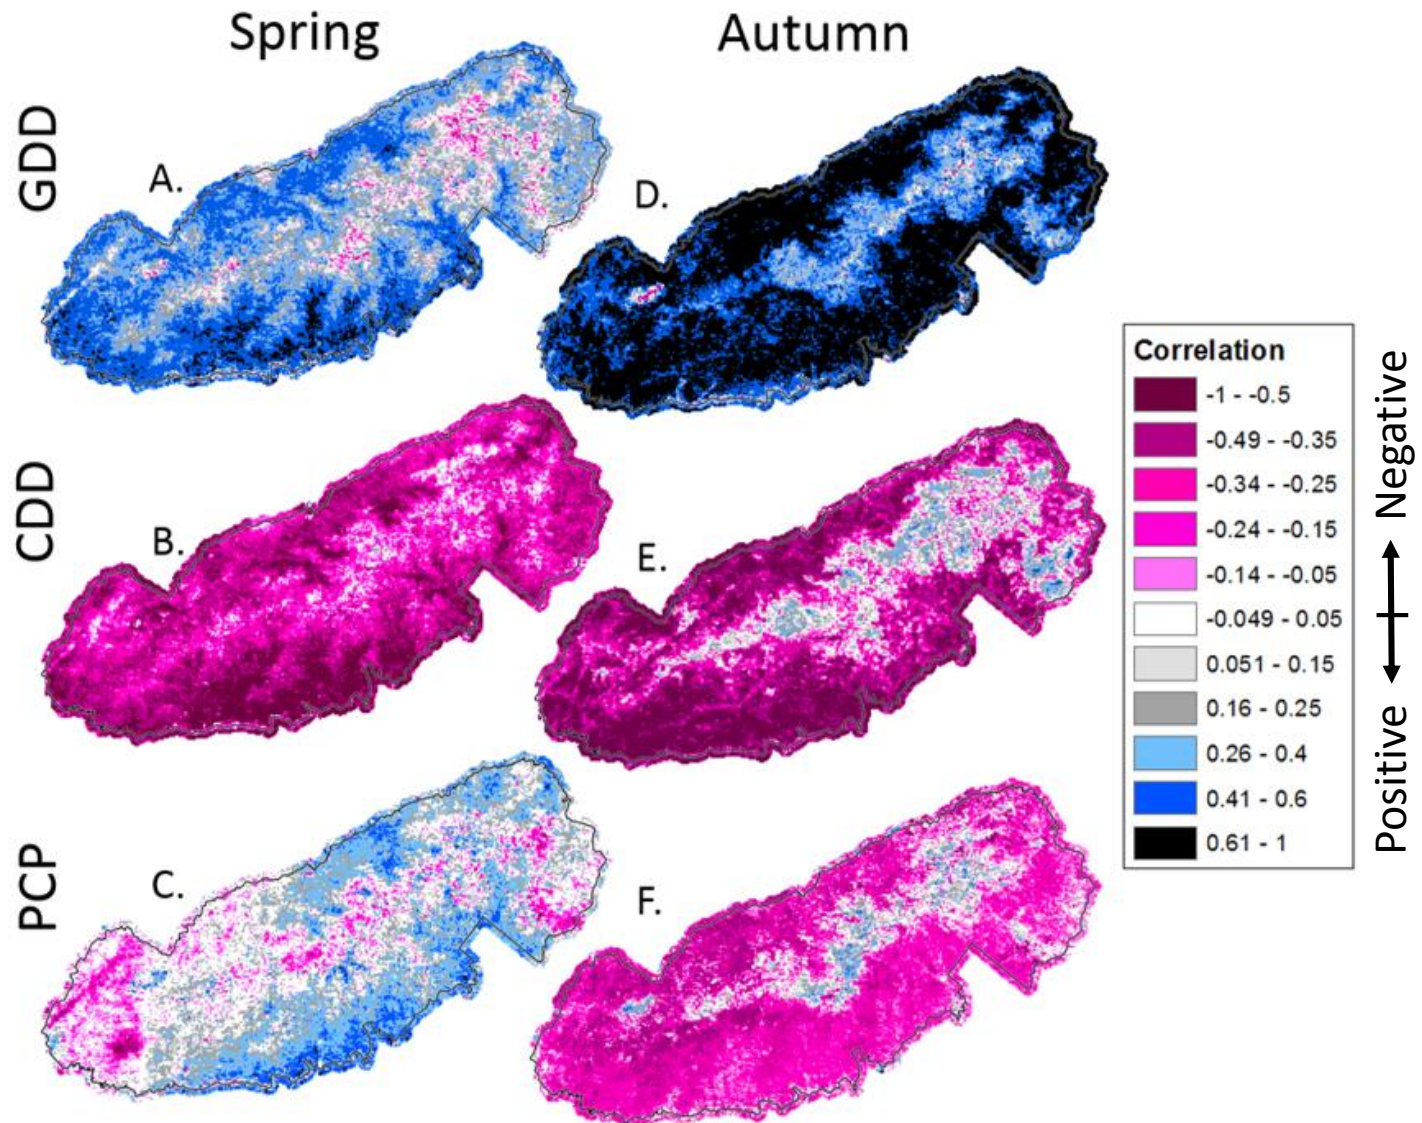 Spring
Autumn
GDD
A.
D.
CDD
B.
E.
PCP
C.
F.
Correlation
-1 - -0.5
-0.49 - -0.35
-0.34 - -0.25
-0.24 - -0.15
-0.14 - -0.05
-0.049 - 0.05
0.051 - 0.15
0.16 - 0.25
0.26 - 0.4
0.41 - 0.6
0.61 - 1
Negative
Positive